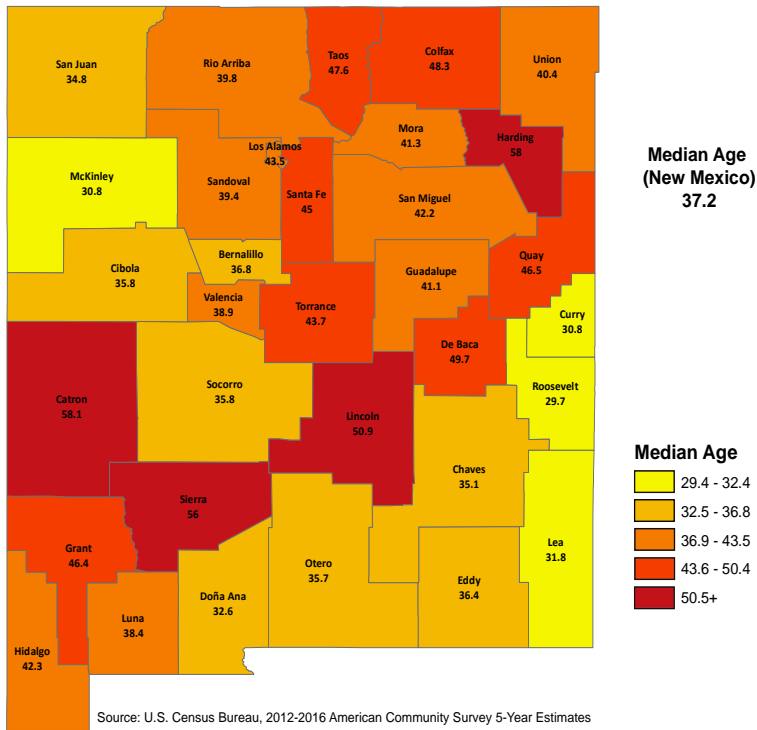 San Juan
34.8
Rio Arriba
39.8
Taos
47.6
Colfax
48.3
Union
40.4
Mora
41.3
Harding
58
Los Alamos
43.5
McKinley
30.8
Sandoval
39.4
Santa Fe
45
San Miguel
42.2
Median Age
(New Mexico)
37.2
Cibola
35.8
Bernalillo
36.8
Guadalupe
41.1
Quay
46.5
Valencia
38.9
Torrance
43.7
Curry
30.8
De Baca
49.7
Catron
58.1
Socorro
35.8
Lincoln
50.9
Roosevelt
29.7
Chaves
35.1
Sierra
56
Grant
46.4
Lea
31.8
Otero
35.7
Eddy
36.4
Doña Ana
32.6
Luna
38.4
Hidalgo
42.3
Median Age
29.4 - 32.4
32.5 - 36.8
36.9 - 43.5
43.6 - 50.4
50.5+
Source: U.S. Census Bureau, 2012-2016 American Community Survey 5-Year Estimates